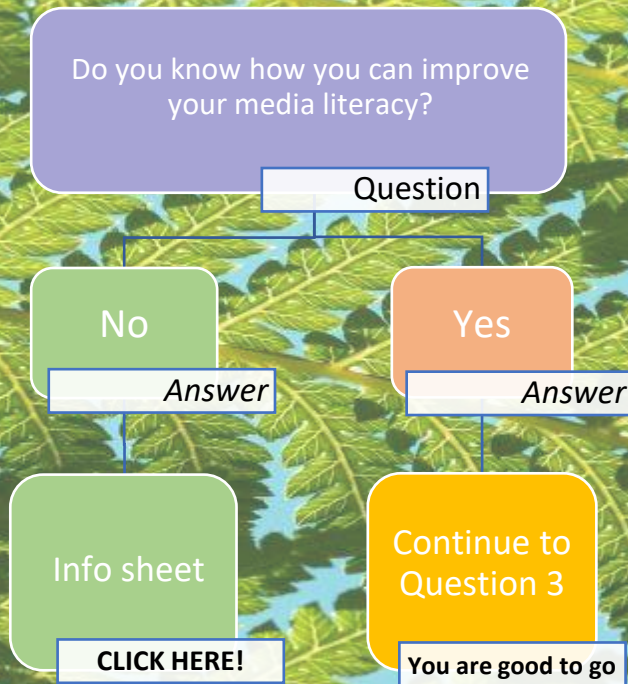 Do you know how you can improve
your media literacy?
Question
No
Answer
Yes
Answer
Info sheet
CLICK HERE!
Continue to
Question 3
You are good to go